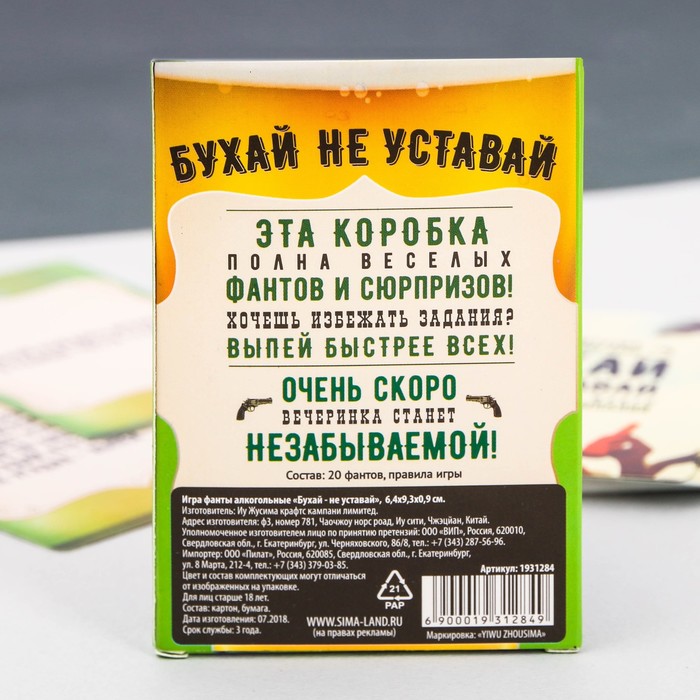 БУХАЙ НЕ УСТАВАЙ
ЭТА КОРОБКА
ПОЛНА ВЕСЕЛЫХ
ФАНТОВ И СЮРПРИЗОВ!
ХОЧЕШЬ ИЗБЕЖАТЬ ЗАДАНИЯ?
ВЫПЕЙ БЫСТРЕЕ ВСЕХ!
ОЧЕНЬ СКОРО
ВЕЧЕРИНКА СТАНЕТ
НЕЗАБЫВАЕМОЙ!
Состав: 20 фантов, правила игры
Игра фанты алкогольные «Бухай - не уставай», 6,4х9,3х0,9 см.
Изготовитель: Иу Жусима крафтс кампани лимитед.
Адрес изготовителя: ф3, номер 781, Чаочжоу норс роад, Иу сити, Чжэцйан, Китай.
Уполномоченное изготовителем лицо по принятию претензий: ООО «ВИП», Россия, 620010,
Свердловская обл., г. Екатеринбург, ул. Черняховского, 86/8, тел.: +7 (343) 287-56-96.
Импортер: ООО «Пилат», Россия, 620085, Свердловская обл., г. Екатеринбург,
ул. 8 Марта, 212-4, тел.: +7 (343) 379-03-85.
Цвет и состав комплектующих могут отличаться
от изображенных на упаковке.
Для лиц старше 18 лет.
Состав: картон, бумага.
Дата изготовления: 07.2018.
Срок службы: 3 года.
21
PAP
WWW.SIMA-LAND.RU
(на правах рекламы)
Артикул: 1931284
6 900019 312849
Маркировка: «YIWU ZHOUSIMA»